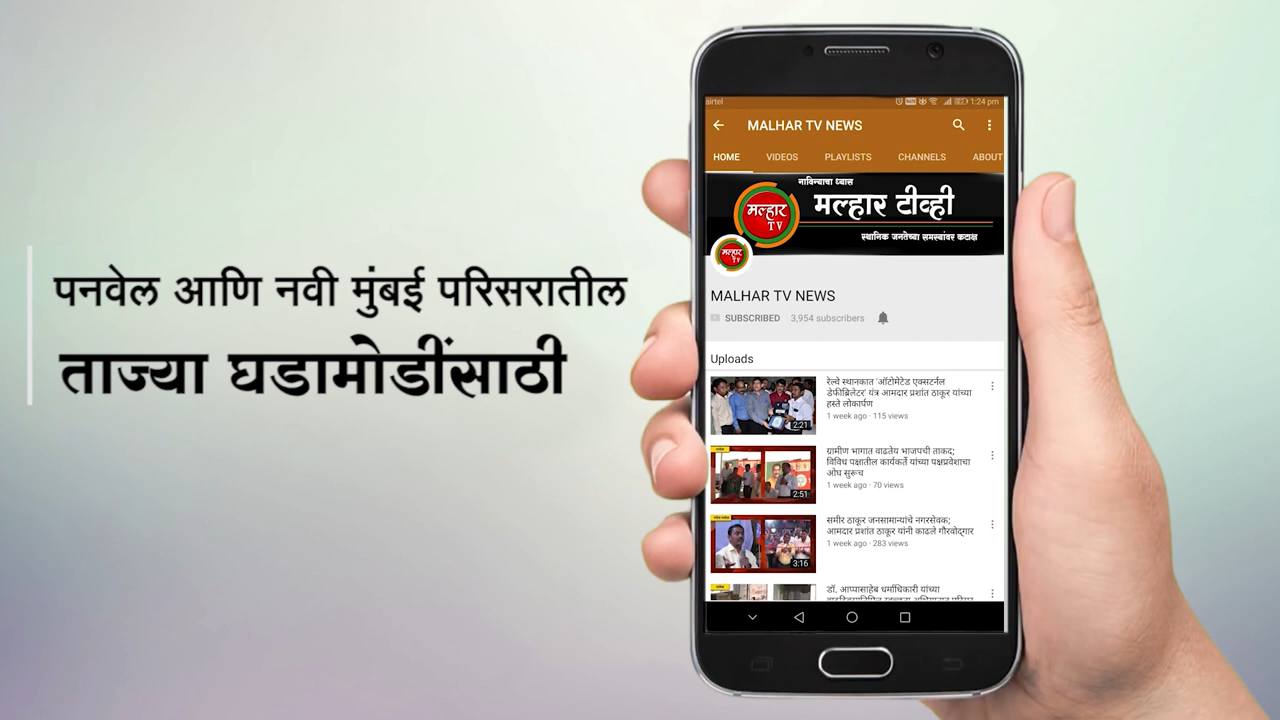 पनवेल आणि नवी मुंबई परिसरातील
ताज्या घडामोडींसाठी
airtel
1:24 pm
MALHAR TV NEWS
HOME VIDEOS PLAYLISTS CHANNELS ABOUT
नाविन्याचा ध्यास
मल्हार टीव्ही
मल्हार
TV
स्थानिक जनतेच्या समस्यांवर कटाक्ष
मल्हार
TV
MALHAR TV NEWS
SUBSCRIBED 3,954 subscribers
Uploads
रेल्वे स्थानकात 'ऑटोमेटेड एक्सटर्नल
डेफीब्रिलेटर' यंत्र आमदार प्रशांत ठाकूर यांच्या
हस्ते लोकार्पण
1 week ago · 115 views
2:21
ग्रामीण भागात वाढतेय भाजपची ताकद;
विविध पक्षातील कार्यकर्ते यांच्या पक्षप्रवेशाचा
ओघ सुरूच
1 week ago · 70 views
2:51
समीर ठाकूर जनसामान्यांचे नगरसेवक;
आमदार प्रशांत ठाकूर यांनी काढले गौरवोद्गार
1 week ago · 283 views
3:16
डॉ. आप्पासाहेब धर्माधिकारी यांच्या